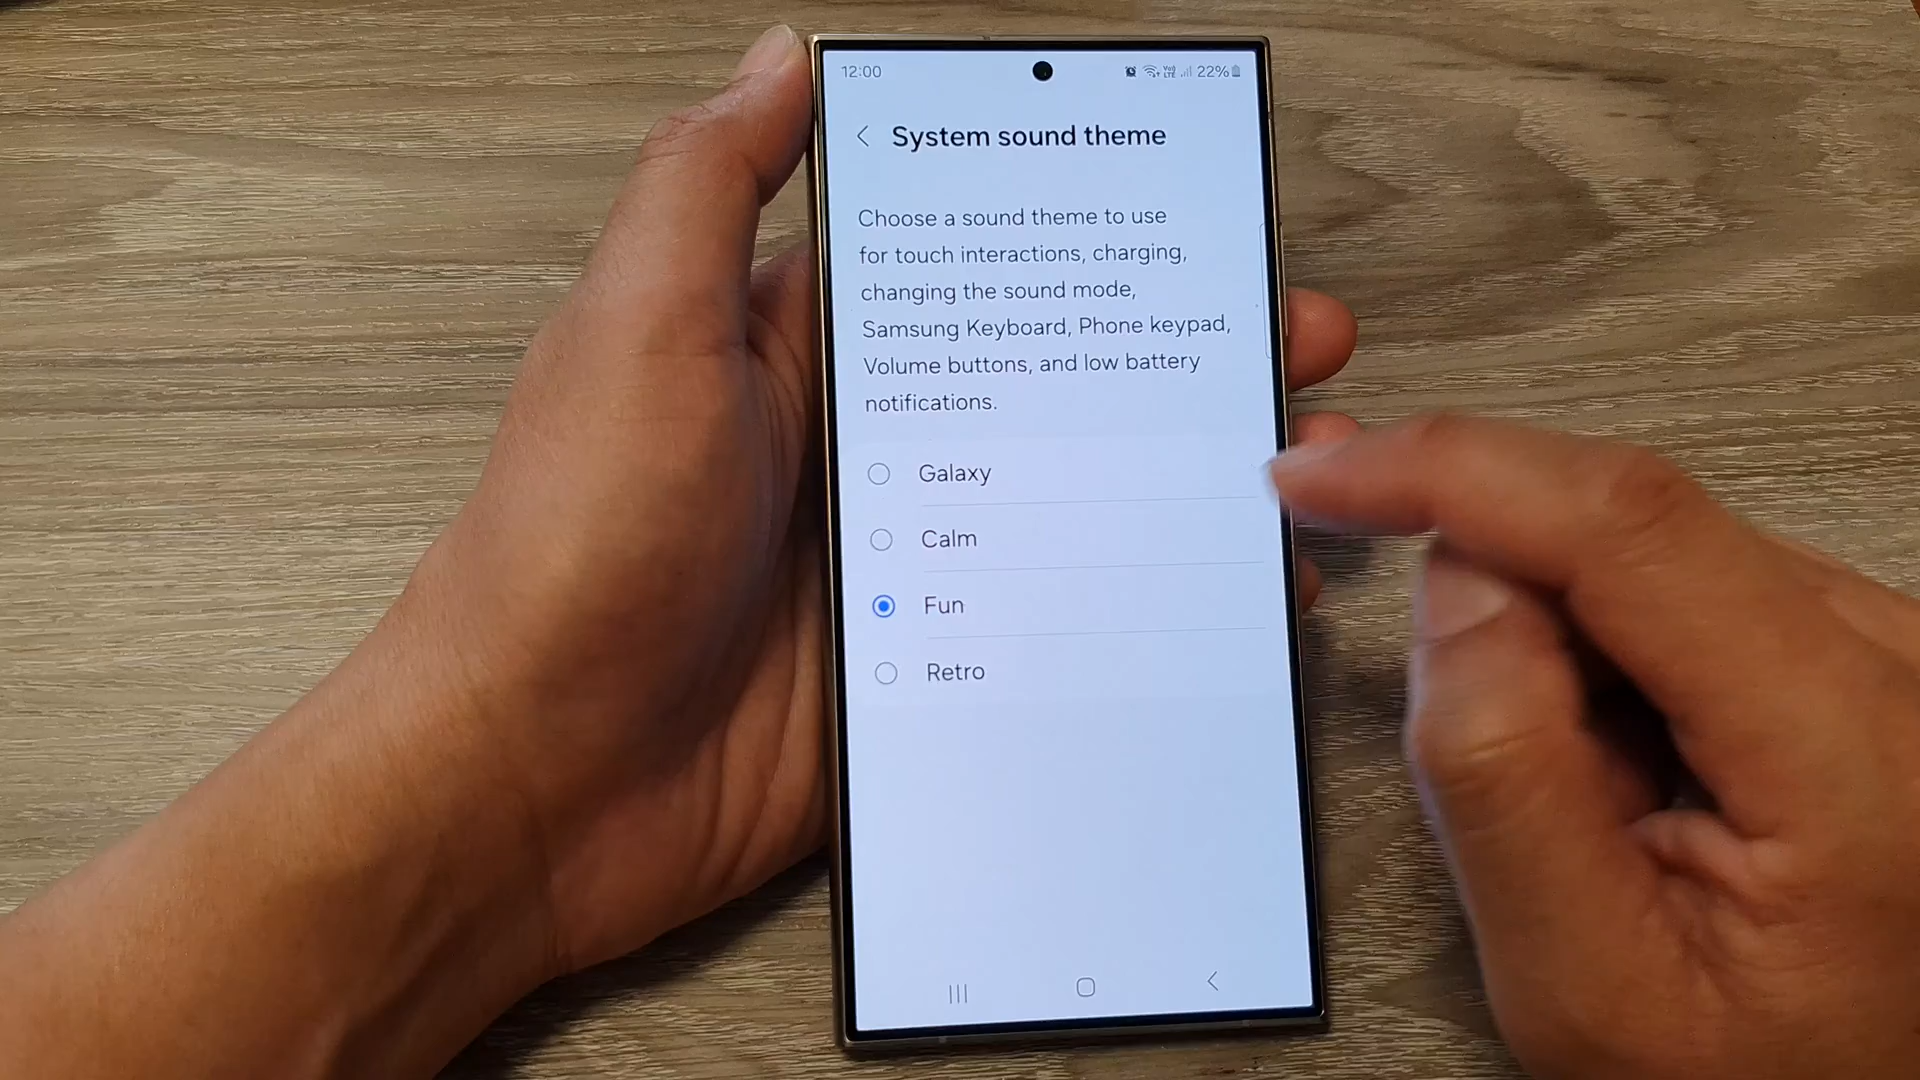 12:00
22%
System sound theme
Choose a sound theme to use
for touch interactions, charging,
changing the sound mode,
Samsung Keyboard, Phone keypad,
Volume buttons, and low battery
notifications.
Galaxy
Calm
Fun
Retro